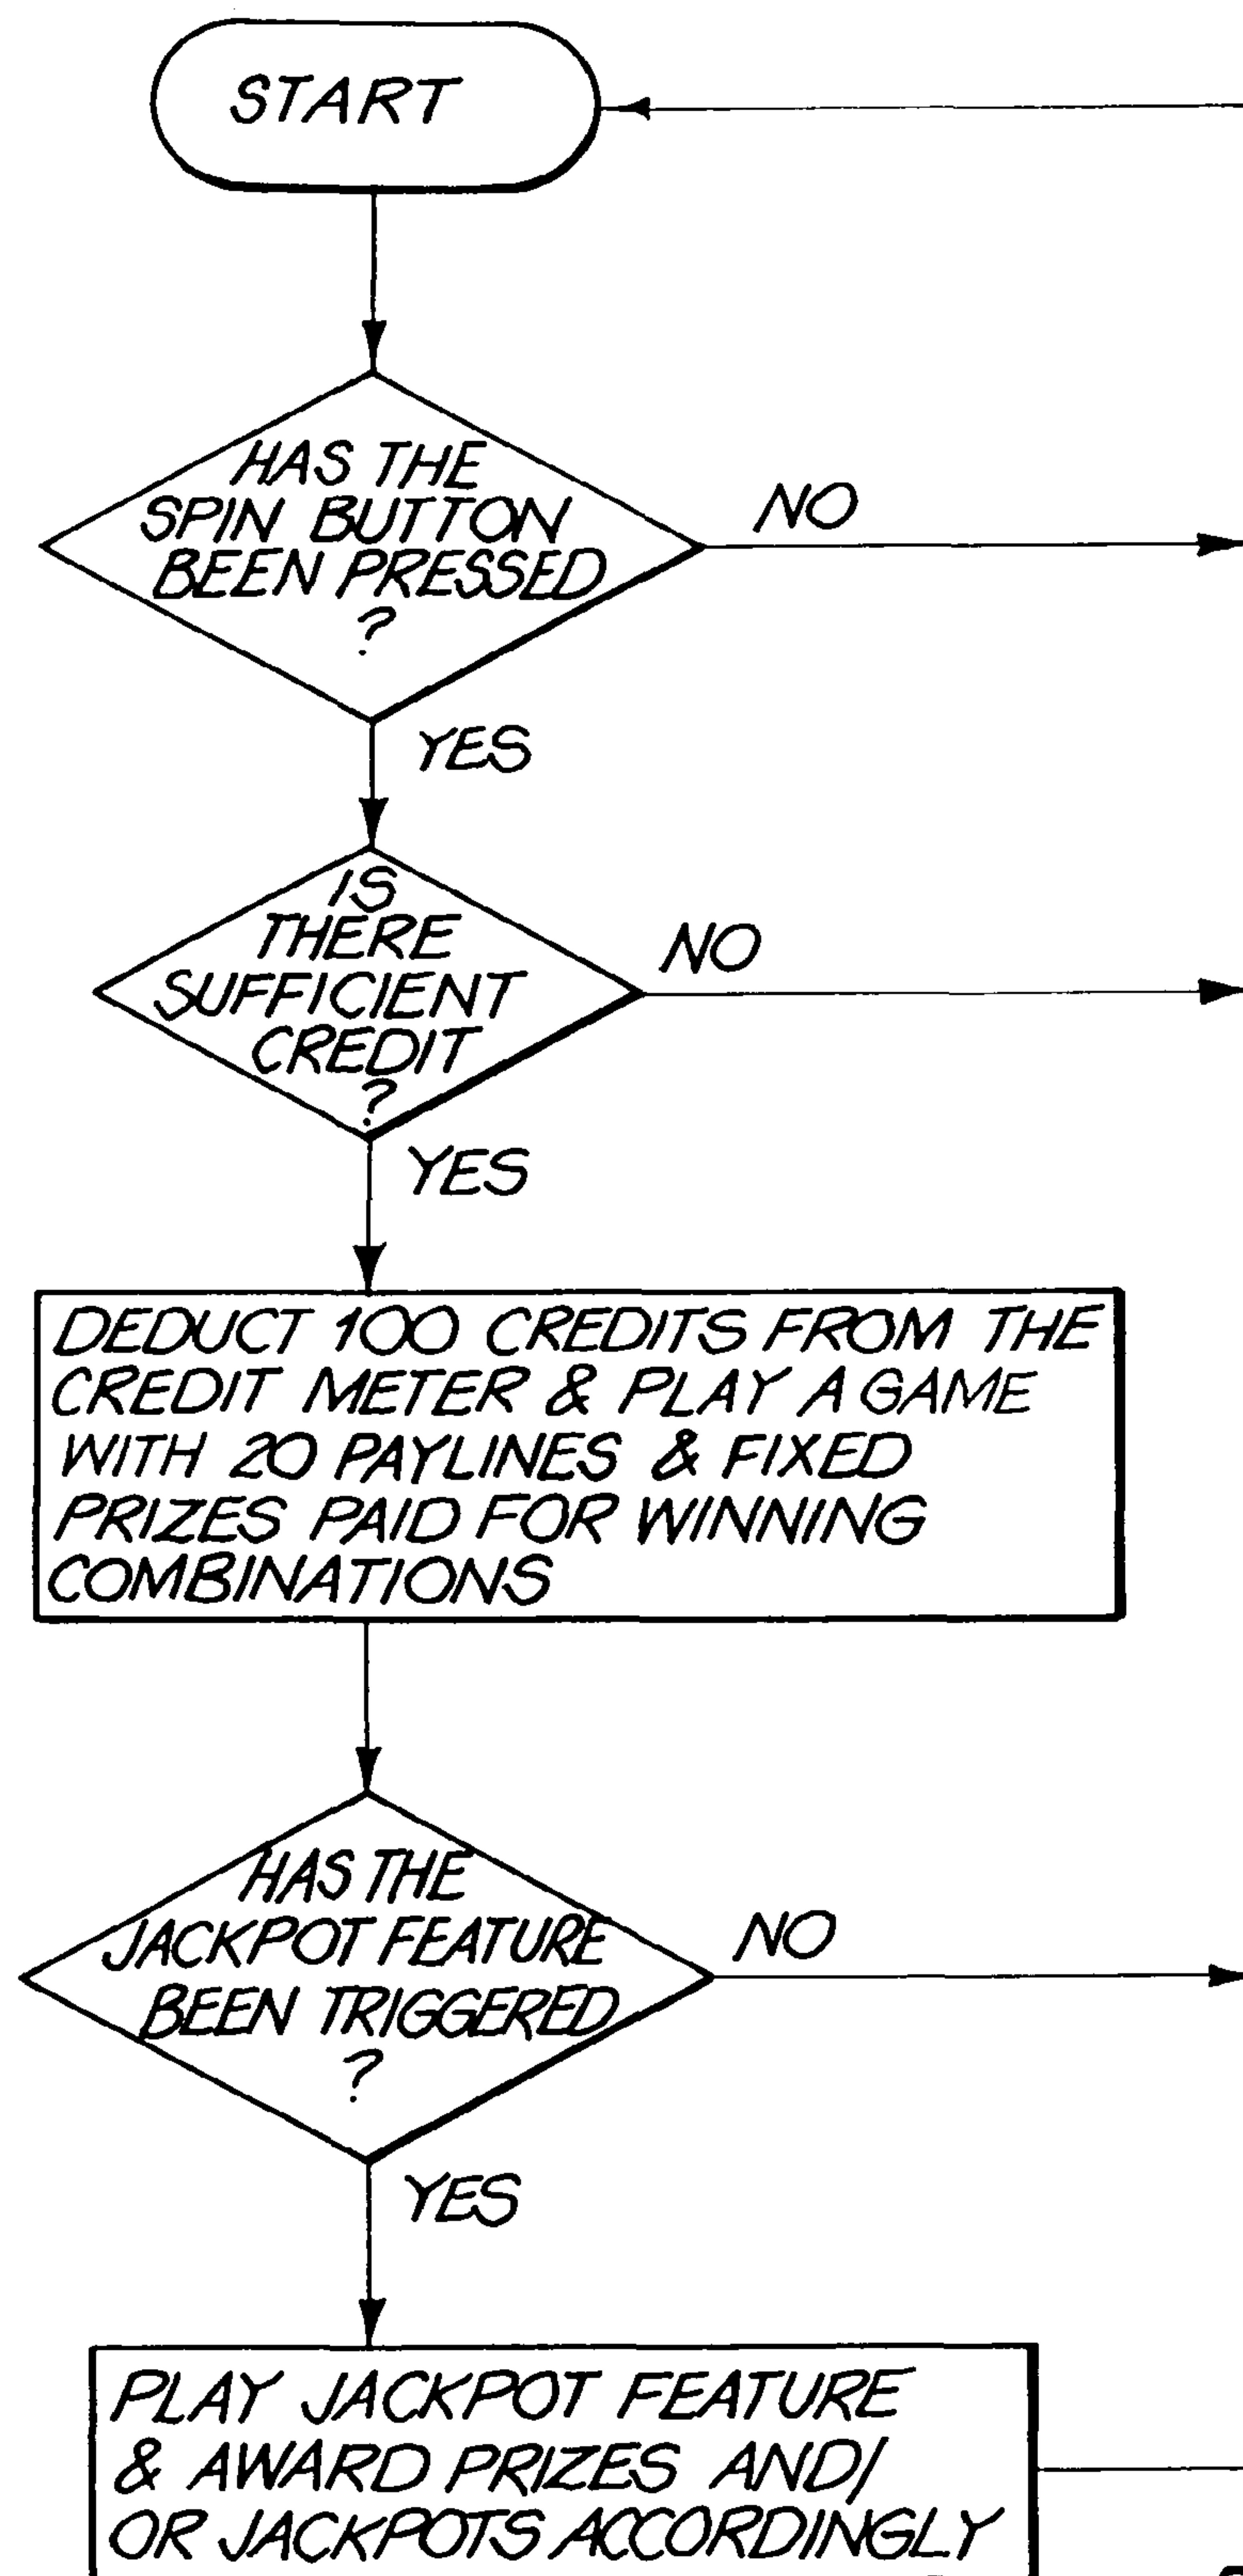 START
HAS THE
SPIN BUTTON
BEEN PRESSED
?
NO
YES
IS
THERE
SUFFICIENT
CREDIT
?
NO
YES
DEDUCT 100 CREDITS FROM THE
CREDIT METER & PLAY A GAME
WITH 20 PAYLINES & FIXED
PRIZES PAID FOR WINNING
COMBINATIONS
HAS THE
JACKPOT FEATURE
BEEN TRIGGERED
?
NO
YES
PLAY JACKPOT FEATURE
& AWARD PRIZES AND/
OR JACKPOTS ACCORDINGLY